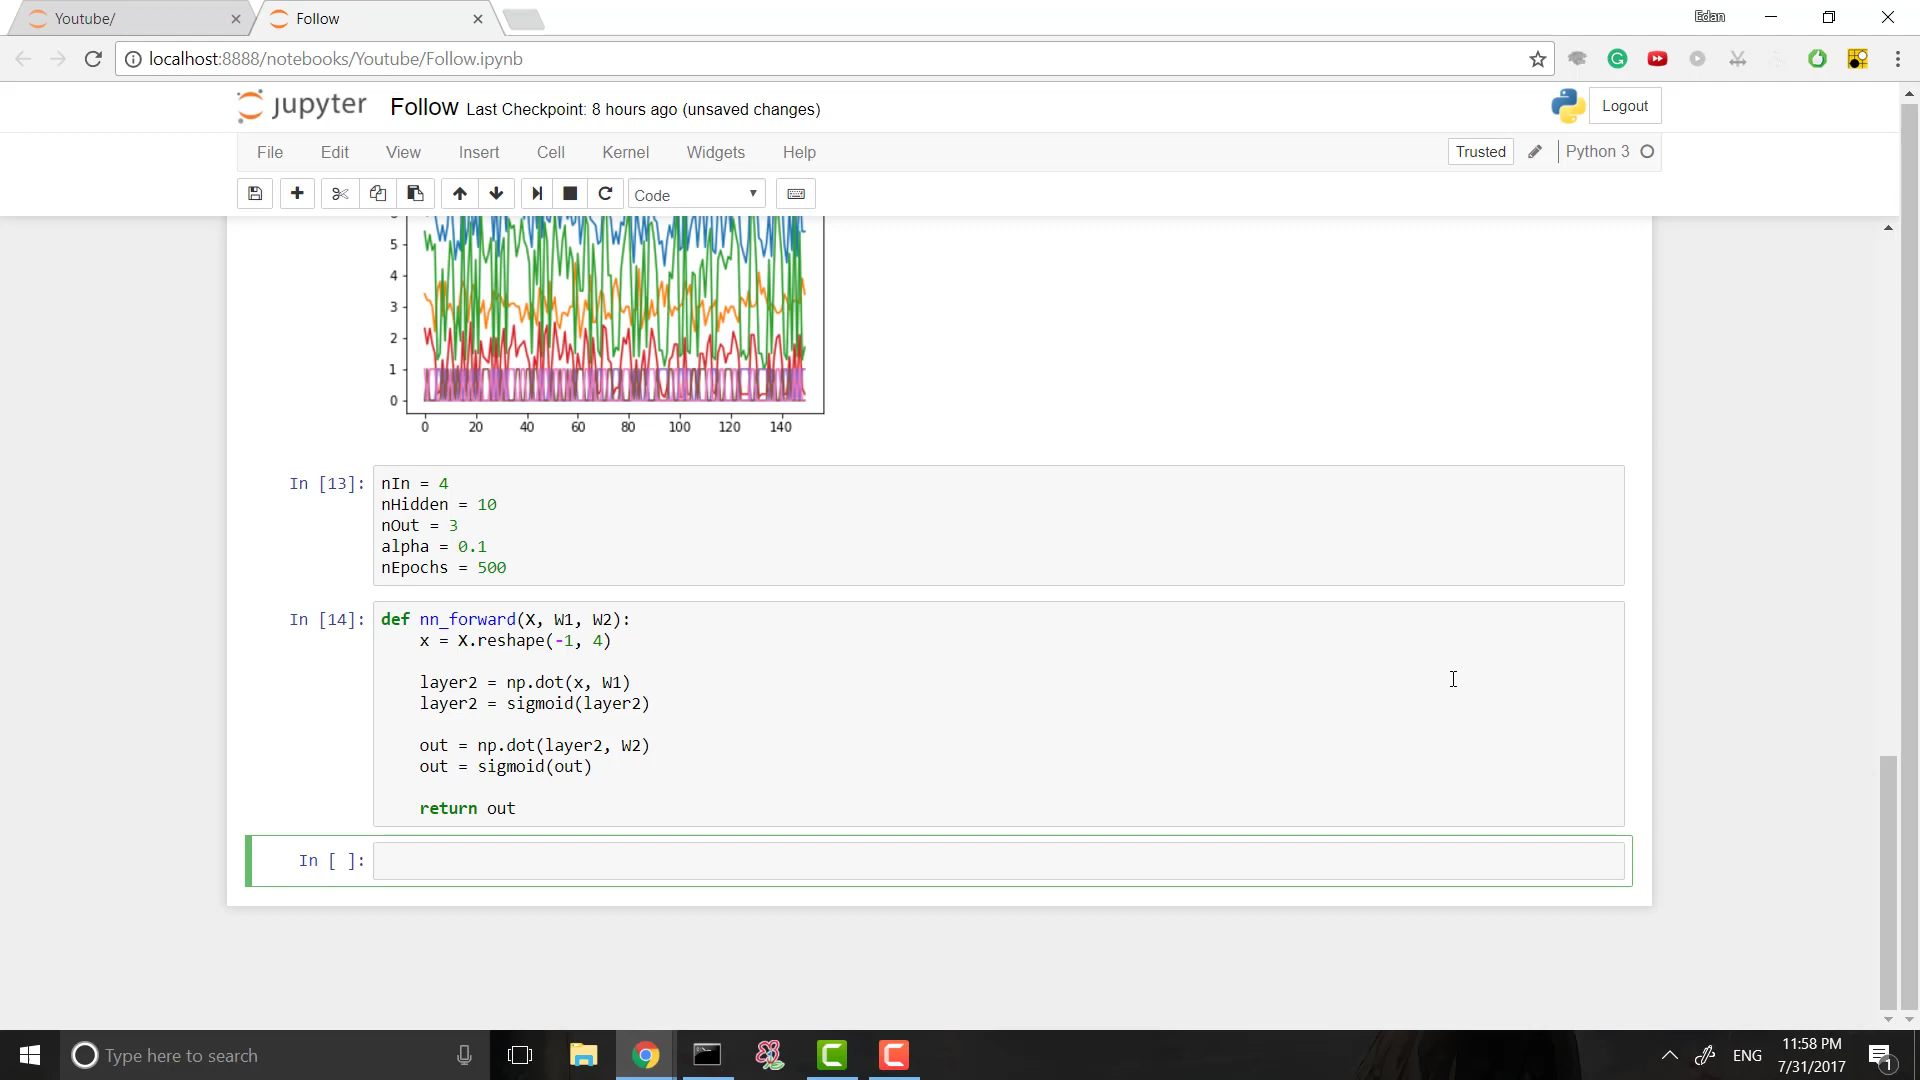 Youtube/
Follow
Edan
localhost:8888/notebooks/Youtube/Follow.ipynb
jupyter Follow Last Checkpoint: 8 hours ago (unsaved changes)
Logout
File Edit View Insert Cell Kernel Widgets Help
Trusted
Python 3
Code
5
4
3
2
1
0
0 20 40 60 80 100 120 140
In [13]:
nIn = 4
nHidden = 10
nOut = 3
alpha = 0.1
nEpochs = 500
In [14]:
def nn_forward(X, W1, W2):
    x = X.reshape(-1, 4)
    layer2 = np.dot(x, W1)
    layer2 = sigmoid(layer2)
    out = np.dot(layer2, W2)
    out = sigmoid(out)
    return out
In [ ]:
Type here to search
ENG
11:58 PM
7/31/2017
1